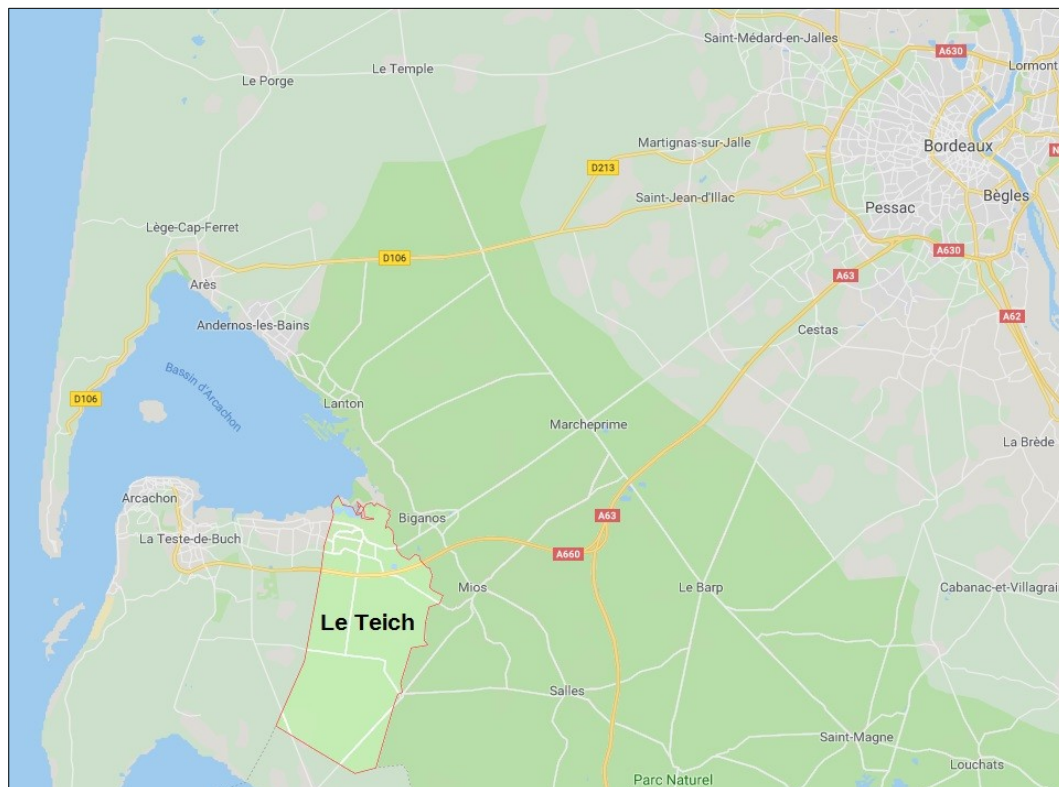 Saint-Médard-en-Jalles
A630
Lormont
Le Temple
Le Porge
Martignas-sur-Jalle
Bordeaux
N
D213
Saint-Jean-d'Illac
Bègles
Pessac
Lège-Cap-Ferret
D106
A630
A63
Arès
A62
Andernos-les-Bains
Cestas
Bassin d'Arcachon
D106
Lanton
Marcheprime
La Brède
Arcachon
Biganos
A63
La Teste-de-Buch
A660
Mios
Le Barp
Cabanac-et-Villagrain
Le Teich
Salles
Saint-Magne
Louchats
Parc Naturel